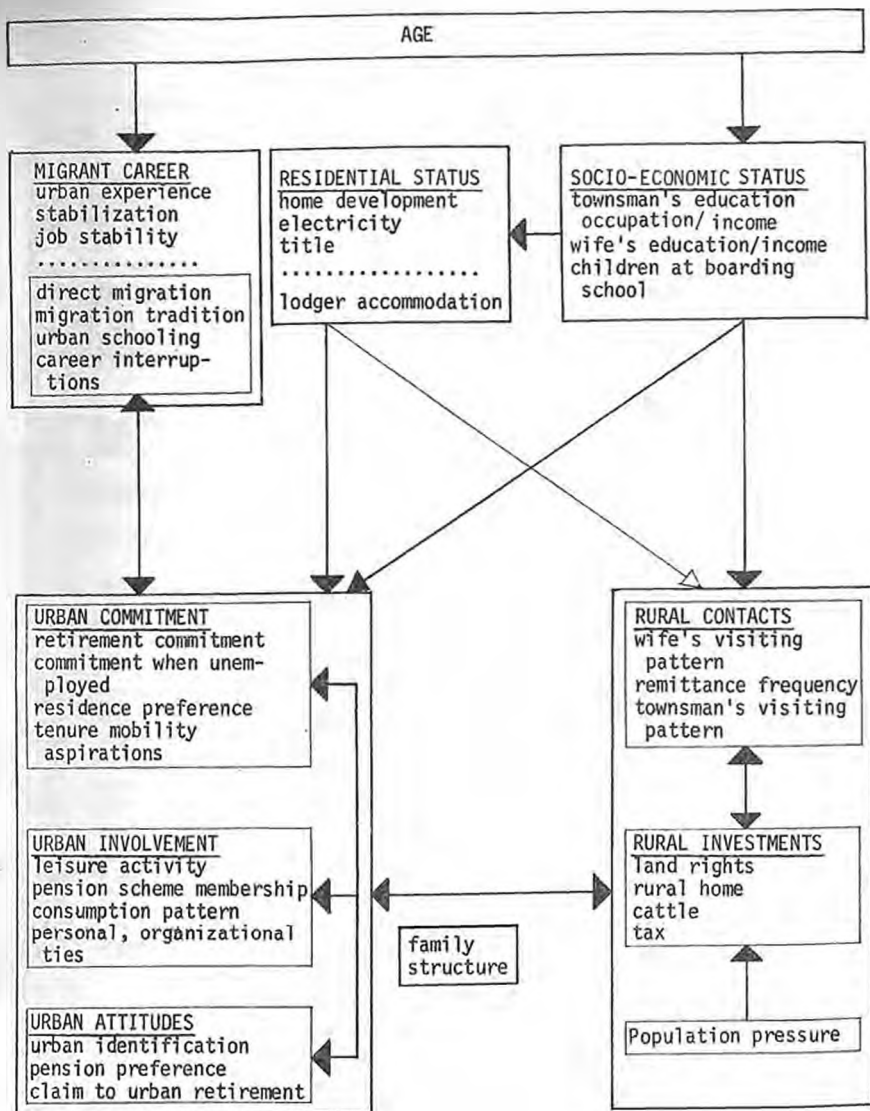 AGE
MIGRANT CAREER
urban experience
stabilization
job stability
...............
direct migration
migration tradition
urban schooling
career interrup-
tions
RESIDENTIAL STATUS
home development
electricity
title
..................
lodger accommodation
SOCIO-ECONOMIC STATUS
townsman's education
occupation/ income
wife's education/income
children at boarding
school
URBAN COMMITMENT
retirement commitment
commitment when unem-
ployed
residence preference
tenure mobility
aspirations
URBAN INVOLVEMENT
leisure activity
pension scheme membership
consumption pattern
personal, organizational
ties
URBAN ATTITUDES
urban identification
pension preference
claim to urban retirement
family
structure
RURAL CONTACTS
wife's visiting
pattern
remittance frequency
townsman's visiting
pattern
RURAL INVESTMENTS
land rights
rural home
cattle
tax
Population pressure